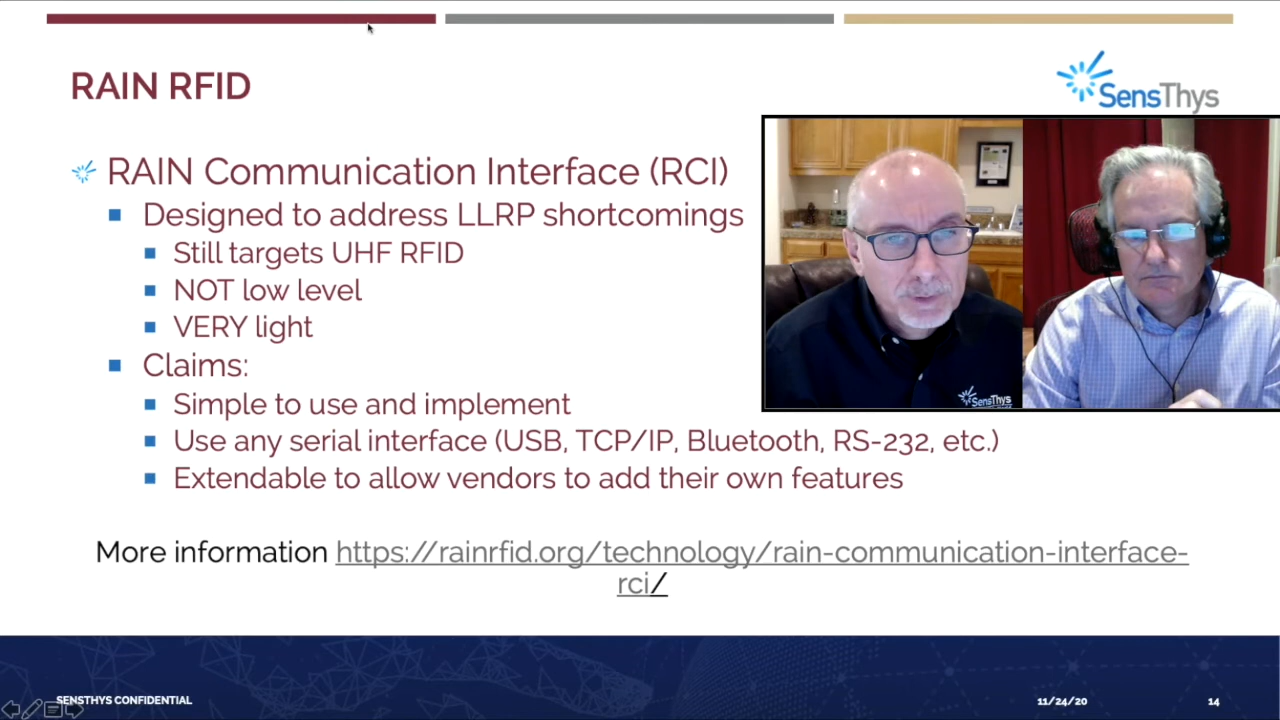 RAIN RFID
SensThys
RAIN Communication Interface (RCI)
Designed to address LLRP shortcomings
Still targets UHF RFID
NOT low level
VERY light
Claims:
Simple to use and implement
Use any serial interface (USB, TCP/IP, Bluetooth, RS-232, etc.)
Extendable to allow vendors to add their own features
SensThys
More information https://rainrfid.org/technology/rain-communication-interface-
rci/
SENSTHYS CONFIDENTIAL
11/24/20
14